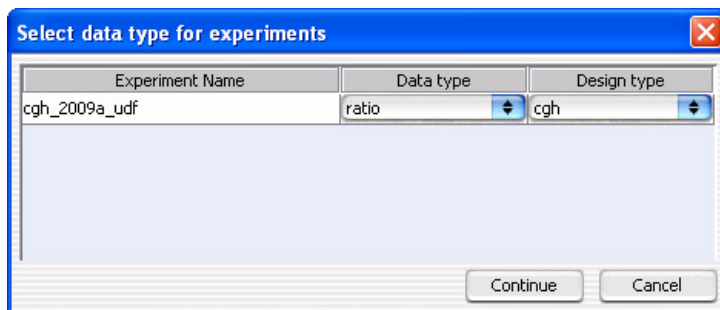 Select data type for experiments
Experiment Name Data type Design type
cgh_2009a_udf ratio cgh
Continue Cancel